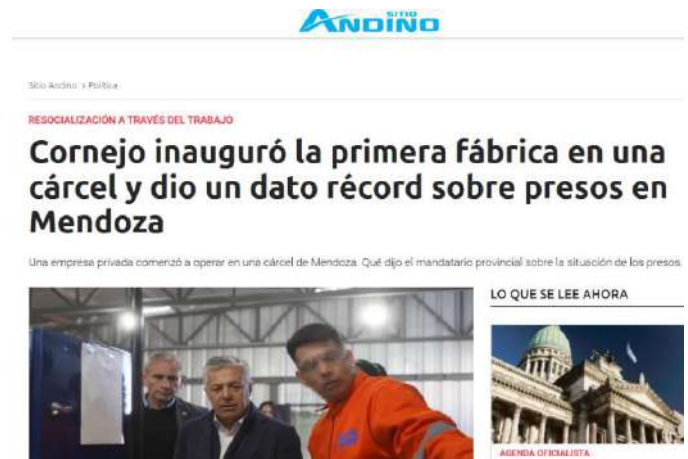 SITIO
ANDINO
Sitio Andino > Política
RESOCIALIZACIÓN A TRAVÉS DEL TRABAJO
Cornejo inauguró la primera fábrica en una
cárcel y dio un dato récord sobre presos en
Mendoza
Una empresa privada comenzó a operar en una cárcel de Mendoza. Qué dijo el mandatario provincial sobre la situación de los presos.
LO QUE SE LEE AHORA
AGENDA OFICIALISTA